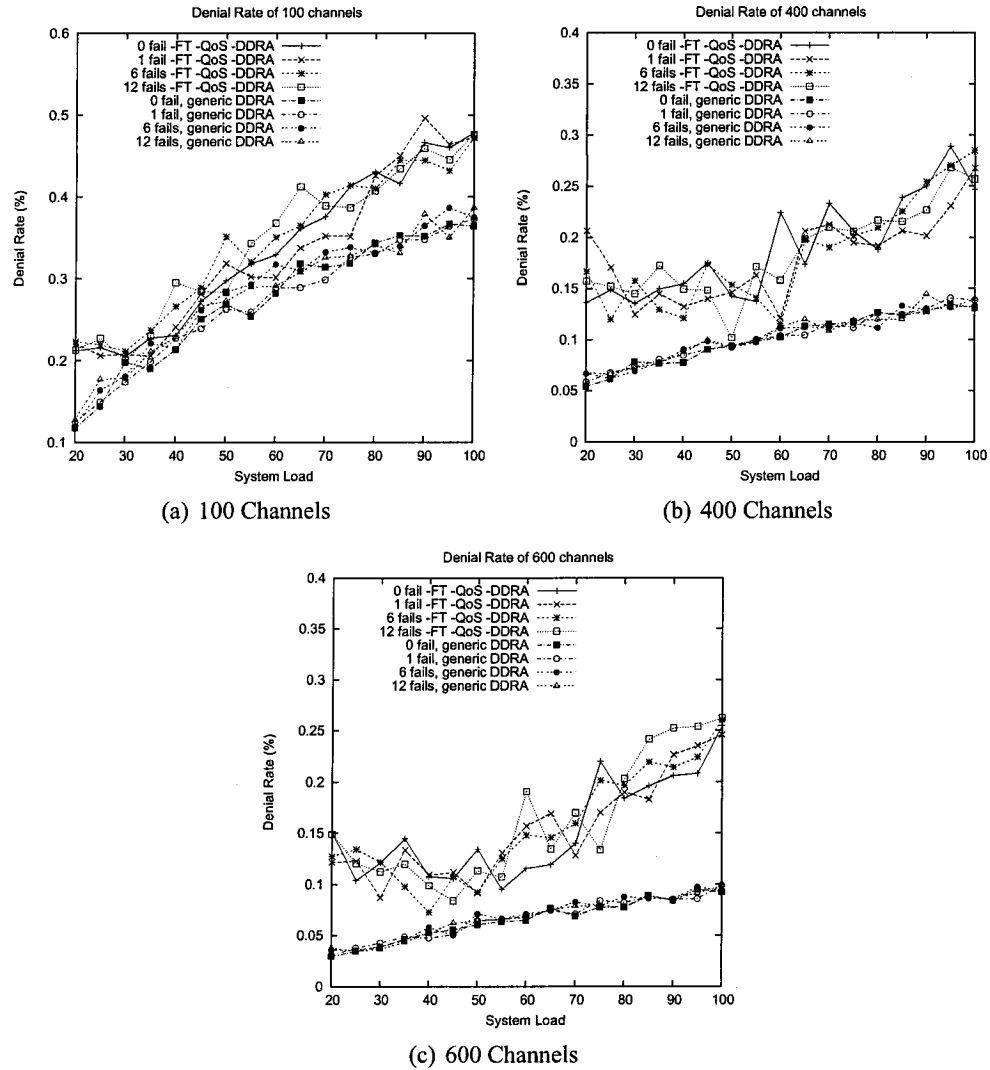 Denial Rate of 100 channels
0.6
0.5
0.4
0.3
0.2
0.1
Denial Rate (%)
0 fail -FT -QoS -DDRA
1 fail -FT -QoS -DDRA
6 fails -FT -QoS -DDRA
12 fails -FT -QoS -DDRA
0 fail, generic DDRA
1 fail, generic DDRA
6 fails, generic DDRA
12 fails, generic DDRA
20 30 40 50 60 70 80 90 100
System Load
(a) 100 Channels
Denial Rate of 400 channels
0.4
0.35
0.3
0.25
0.2
0.15
0.1
0.05
0
Denial Rate (%)
0 fail -FT -QoS -DDRA
1 fail -FT -QoS -DDRA
6 fails -FT -QoS -DDRA
12 fails -FT -QoS -DDRA
0 fail, generic DDRA
1 fail, generic DDRA
6 fails, generic DDRA
12 fails, generic DDRA
20 30 40 50 60 70 80 90 100
System Load
(b) 400 Channels
Denial Rate of 600 channels
0.4
0.35
0.3
0.25
0.2
0.15
0.1
0.05
0
Denial Rate (%)
0 fail -FT -QoS -DDRA
1 fail -FT -QoS -DDRA
6 fails -FT -QoS -DDRA
12 fails -FT -QoS -DDRA
0 fail, generic DDRA
1 fail, generic DDRA
6 fails, generic DDRA
12 fails, generic DDRA
20 30 40 50 60 70 80 90 100
System Load
(c) 600 Channels